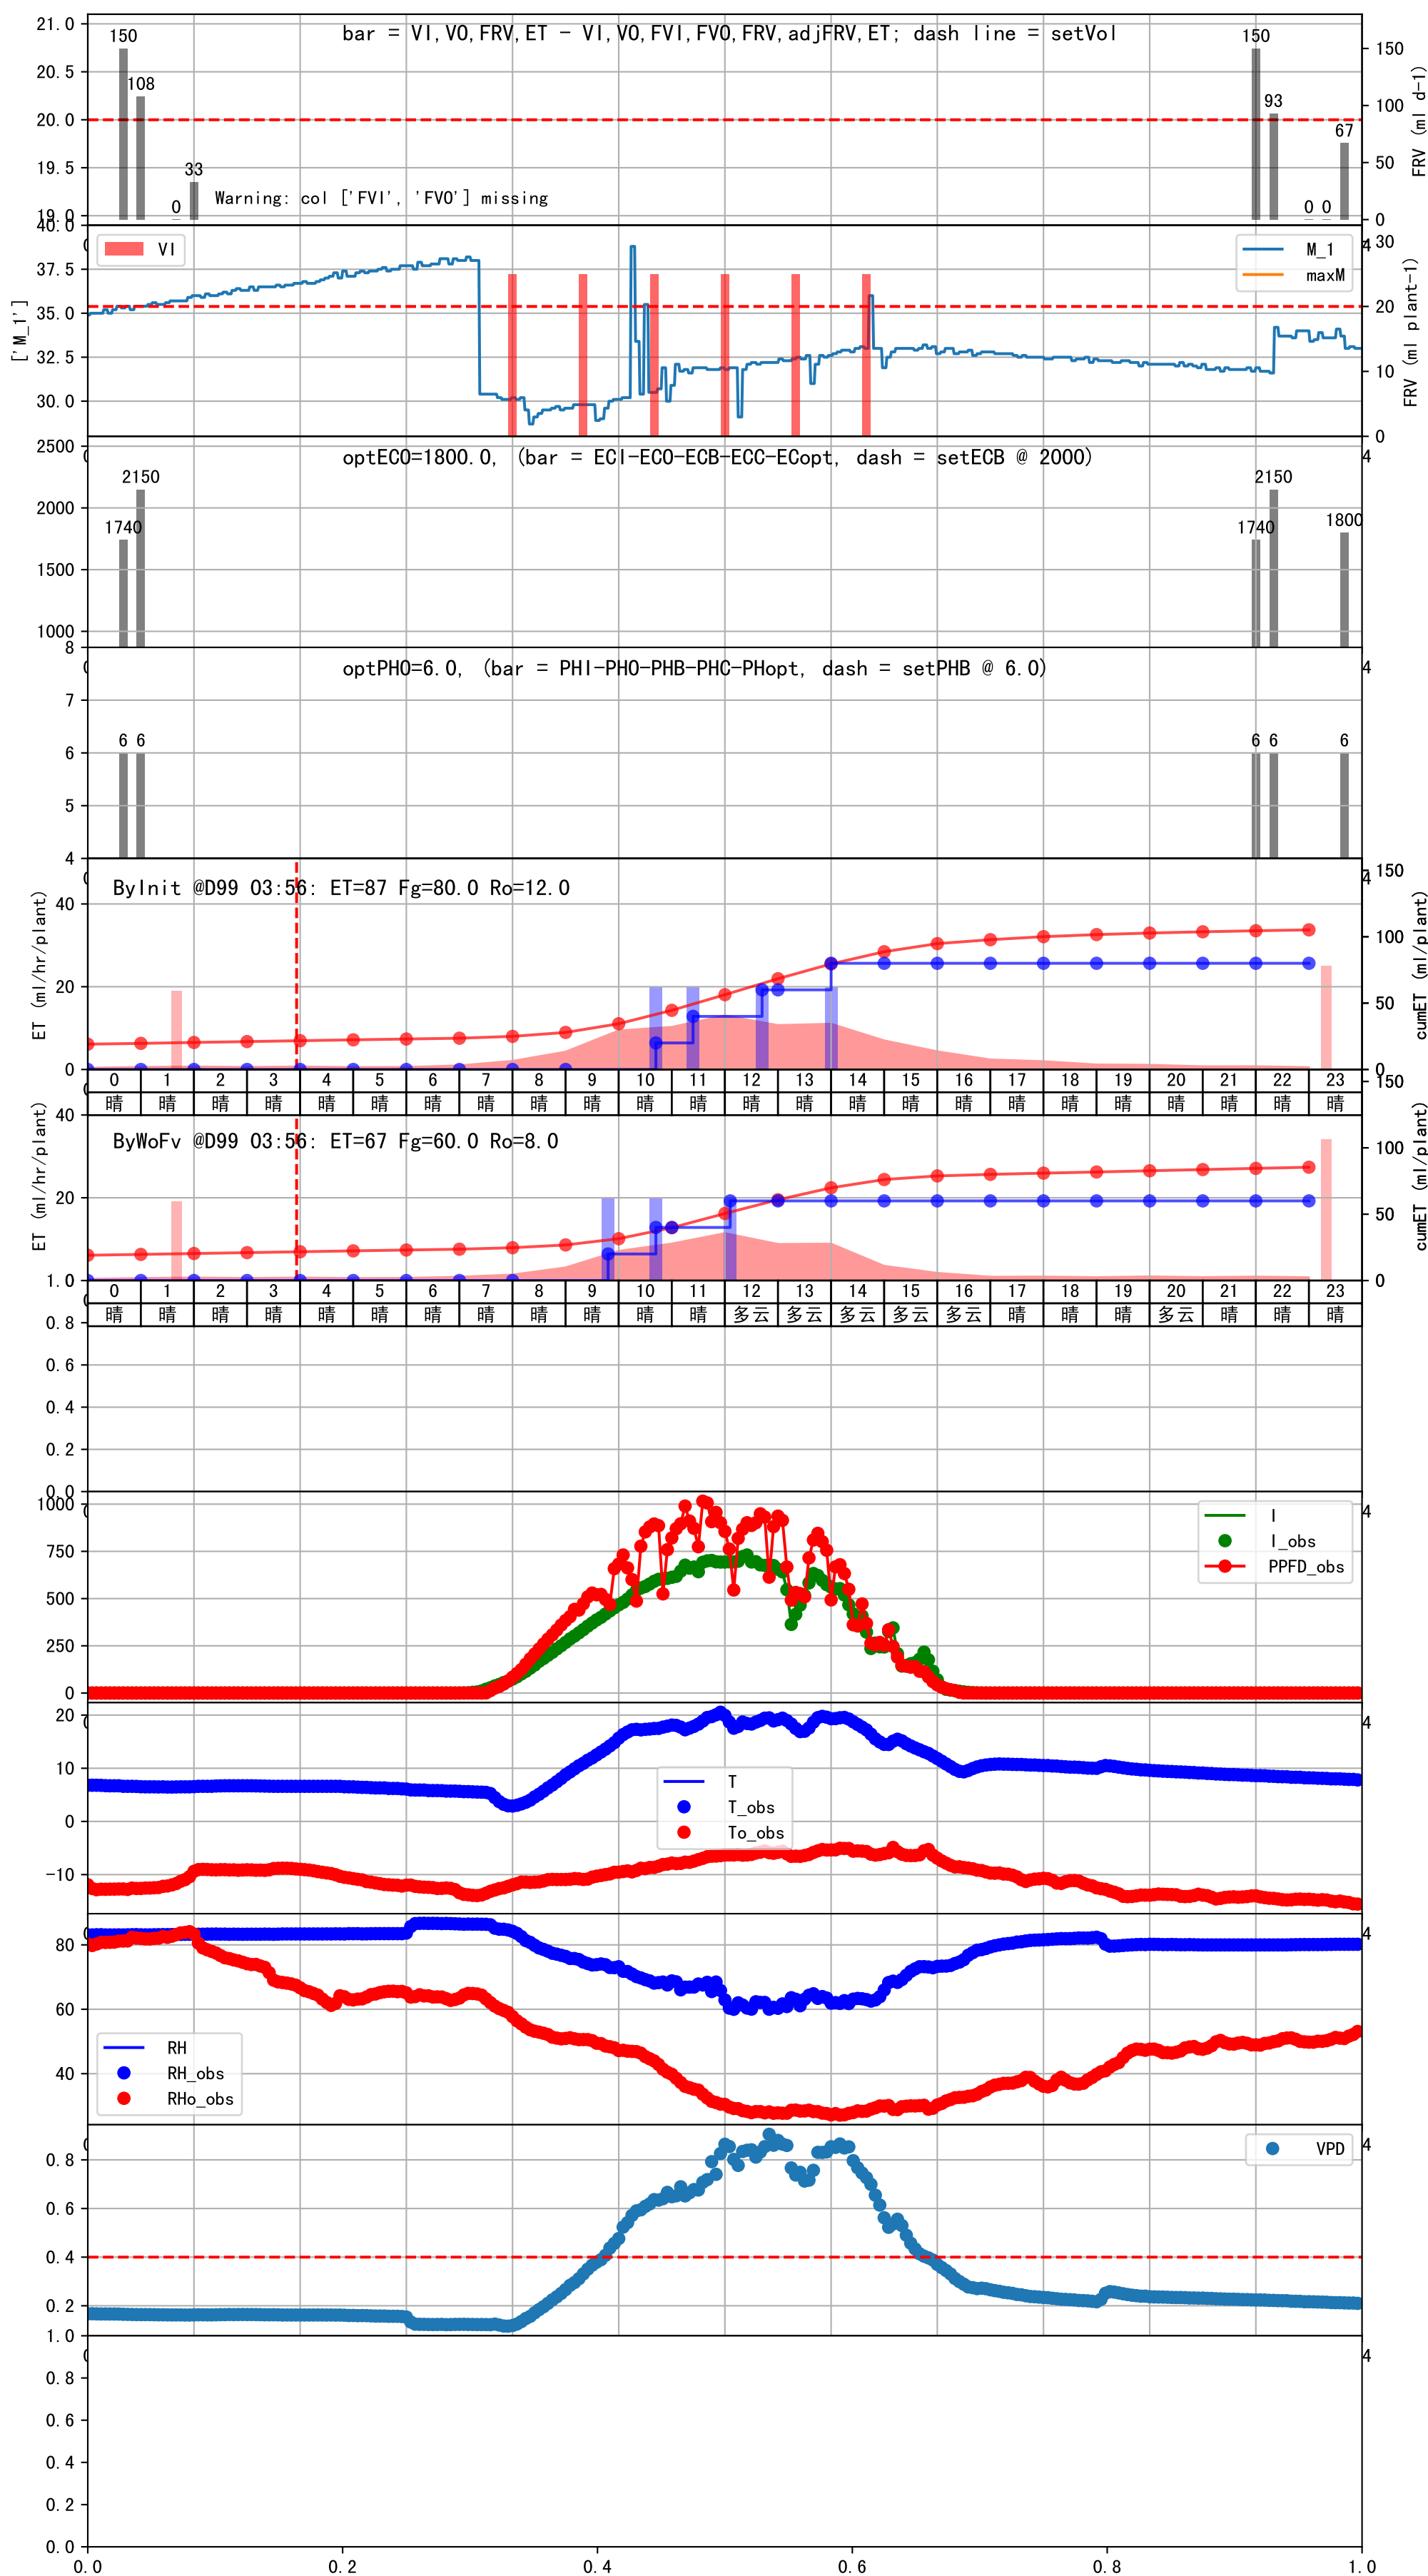 bar = VI,VO,FRV,ET - VI,VO,FVI,FVO,FRV,adjFRV,ET; dash line = setVol
21.0
20.5
20.0
19.5
19.0
150
108
0
33
Warning: col ['FVI', 'FVO'] missing
150
93
0 0
67
150
100
50
0
FRV (ml d-1)
40.0
37.5
35.0
32.5
30.0
['M_1']
VI
M_1
maxM
30
20
10
0
FRV (ml plant-1)
optECO=1800.0, (bar = ECI-ECO-ECB-ECC-ECopt, dash = setECB @ 2000)
2500
2000
1500
1000
1740
2150
1740
2150
1800
4
optPHO=6.0, (bar = PHI-PHO-PHB-PHC-PHopt, dash = setPHB @ 6.0)
8
7
6
5
4
6 6
6 6
6
4
ByInit @D99 03:56: ET=87 Fg=80.0 Ro=12.0
ET (ml/hr/plant)
40
20
0
150
100
50
0
cumET (ml/plant)
0 1 2 3 4 5 6 7 8 9 10 11 12 13 14 15 16 17 18 19 20 21 22 23
晴 晴 晴 晴 晴 晴 晴 晴 晴 晴 晴 晴 晴 晴 晴 晴 晴 晴 晴 晴 晴 晴 晴 晴
ByWoFv @D99 03:56: ET=67 Fg=60.0 Ro=8.0
ET (ml/hr/plant)
40
20
150
100
50
0
cumET (ml/plant)
0 1 2 3 4 5 6 7 8 9 10 11 12 13 14 15 16 17 18 19 20 21 22 23
晴 晴 晴 晴 晴 晴 晴 晴 晴 晴 晴 晴 多云 多云 多云 多云 多云 晴 晴 晴 多云 晴 晴 晴
1.0
0.8
0.6
0.4
0.2
0.0
1000
750
500
250
0
I
I_obs
PPFD_obs
4
20
10
0
-10
T
T_obs
To_obs
4
80
60
40
RH
RH_obs
RHo_obs
4
0.8
0.6
0.4
0.2
VPD
4
1.0
0.8
0.6
0.4
0.2
0.0
4
0.0 0.2 0.4 0.6 0.8 1.0